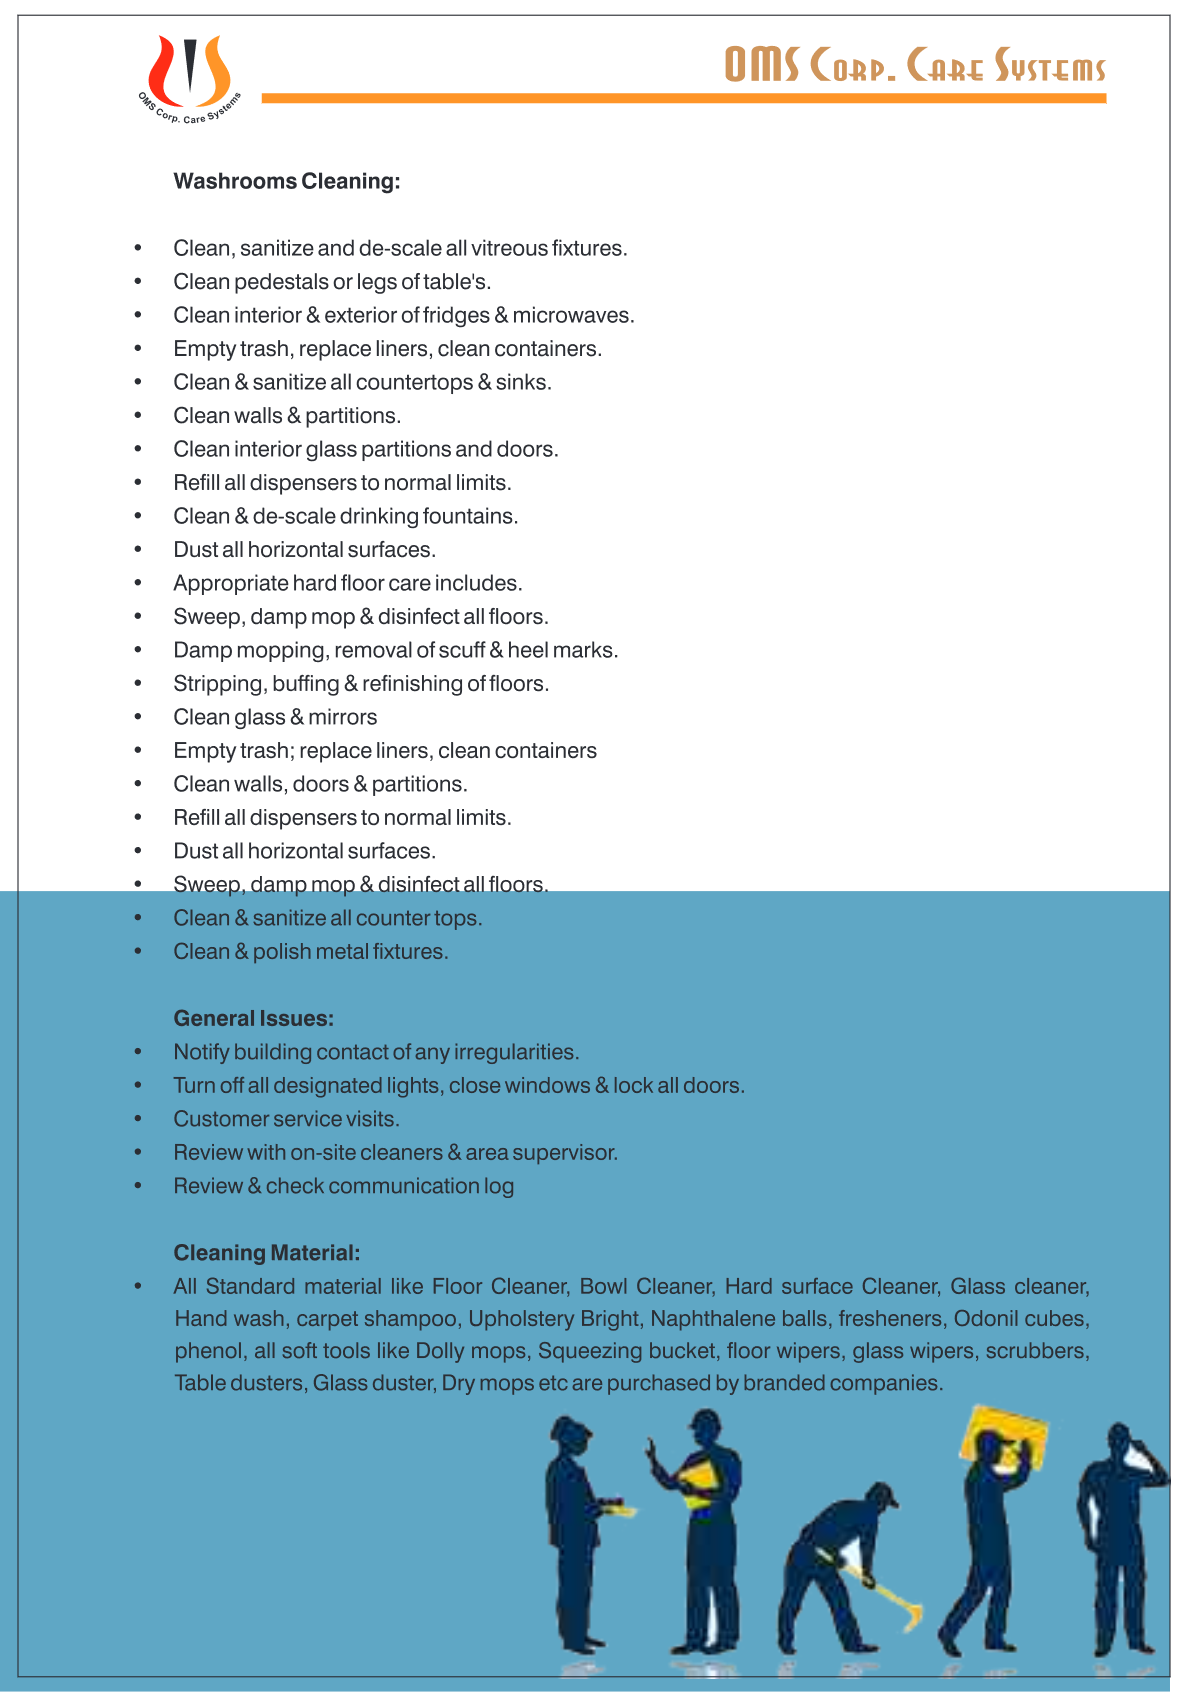 OMS Corp. Care Systems
OMS Corp. Care Systems
Washrooms Cleaning:
• Clean, sanitize and de-scale all vitreous fixtures.
• Clean pedestals or legs of table's.
• Clean interior & exterior of fridges & microwaves.
• Empty trash, replace liners, clean containers.
• Clean & sanitize all countertops & sinks.
• Clean walls & partitions.
• Clean interior glass partitions and doors.
• Refill all dispensers to normal limits.
• Clean & de-scale drinking fountains.
• Dust all horizontal surfaces.
• Appropriate hard floor care includes.
• Sweep, damp mop & disinfect all floors.
• Damp mopping, removal of scuff & heel marks.
• Stripping, buffing & refinishing of floors.
• Clean glass & mirrors
• Empty trash; replace liners, clean containers
• Clean walls, doors & partitions.
• Refill all dispensers to normal limits.
• Dust all horizontal surfaces.
• Sweep, damp mop & disinfect all floors.
• Clean & sanitize all counter tops.
• Clean & polish metal fixtures.
General Issues:
• Notify building contact of any irregularities.
• Turn off all designated lights, close windows & lock all doors.
• Customer service visits.
• Review with on-site cleaners & area supervisor.
• Review & check communication log
Cleaning Material:
• All Standard material like Floor Cleaner, Bowl Cleaner, Hard surface Cleaner, Glass cleaner,
Hand wash, carpet shampoo, Upholstery Bright, Naphthalene balls, fresheners, Odonil cubes,
phenol, all soft tools like Dolly mops, Squeezing bucket, floor wipers, glass wipers, scrubbers,
Table dusters, Glass duster, Dry mops etc are purchased by branded companies.